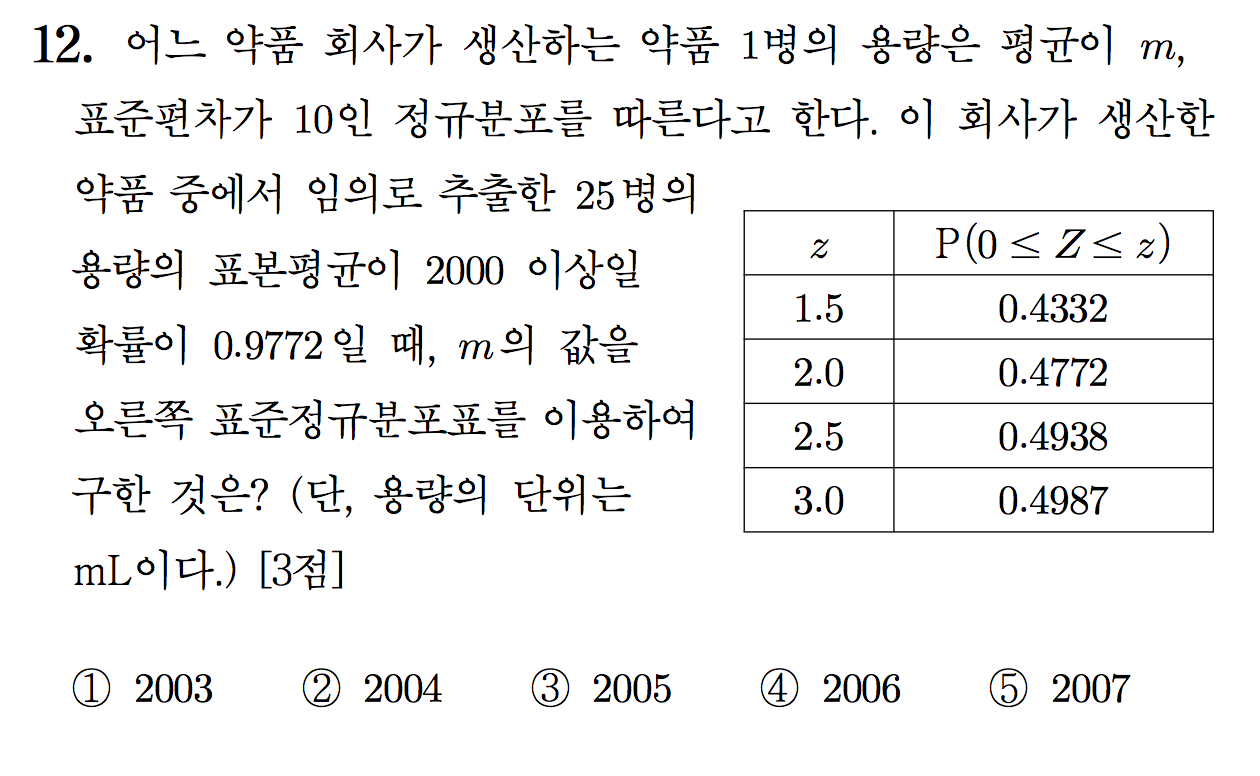 12. 어느 약품 회사가 생산하는 약품 1병의 용량은 평균이 m,
표준편차가 10인 정규분포를 따른다고 한다. 이 회사가 생산한
약품 중에서 임의로 추출한 25병의
용량의 표본평균이 2000 이상일
확률이 0.9772일 때, m의 값을
오른쪽 표준정규분포표를 이용하여
구한 것은? (단, 용량의 단위는
mL이다.) [3점]
z P(0 ≤ Z ≤ z)
1.5 0.4332
2.0 0.4772
2.5 0.4938
3.0 0.4987
① 2003 ② 2004 ③ 2005 ④ 2006 ⑤ 2007